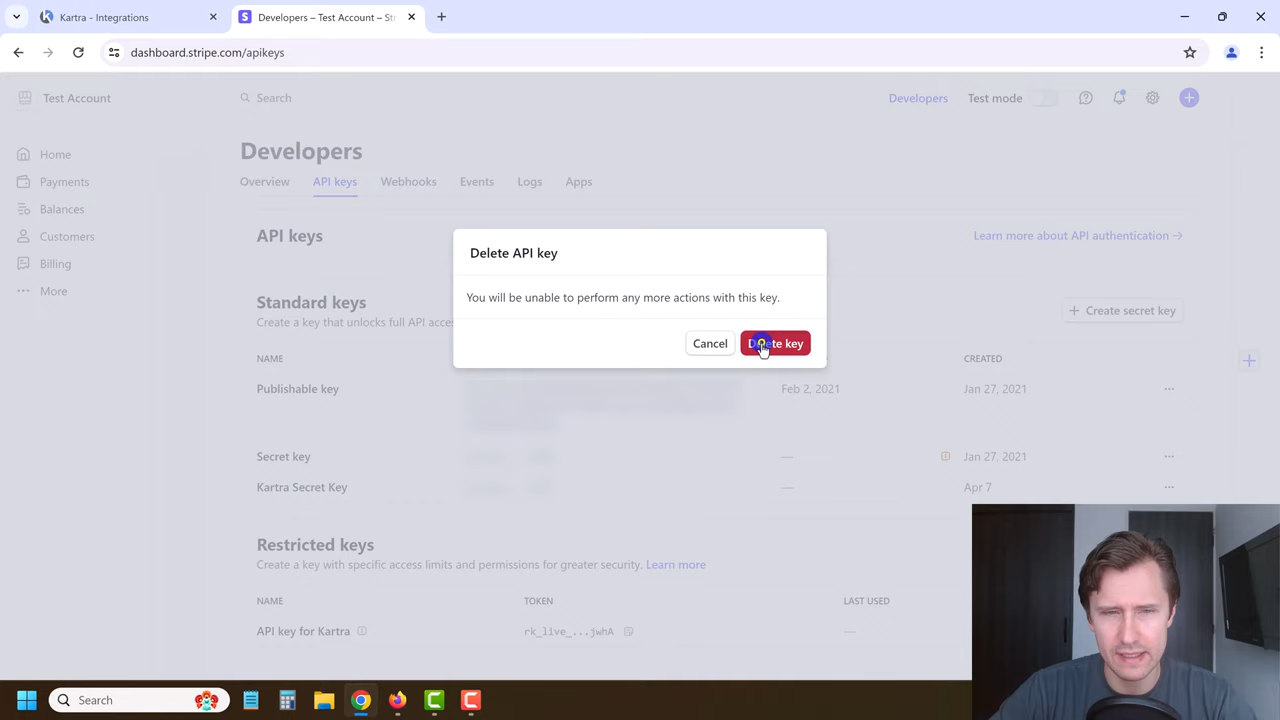 Kartra - Integrations
Developers – Test Account – St
dashboard.stripe.com/apikeys
Test Account
Search
Developers
Test mode
Home
Payments
Balances
Customers
Billing
More
Developers
Overview
API keys
Webhooks
Events
Logs
Apps
API keys
Learn more about API authentication →
Delete API key
You will be unable to perform any more actions with this key.
Cancel
Delete key
Standard keys
Create a key that unlocks full API acce
+ Create secret key
NAME
CREATED
Publishable key
Feb 2, 2021
Jan 27, 2021
Secret key
—
Jan 27, 2021
Kartra Secret Key
—
Apr 7
Restricted keys
Create a key with specific access limits and permissions for greater security. Learn more
NAME
TOKEN
LAST USED
API key for Kartra
rk_live_...jwhA
—
Search